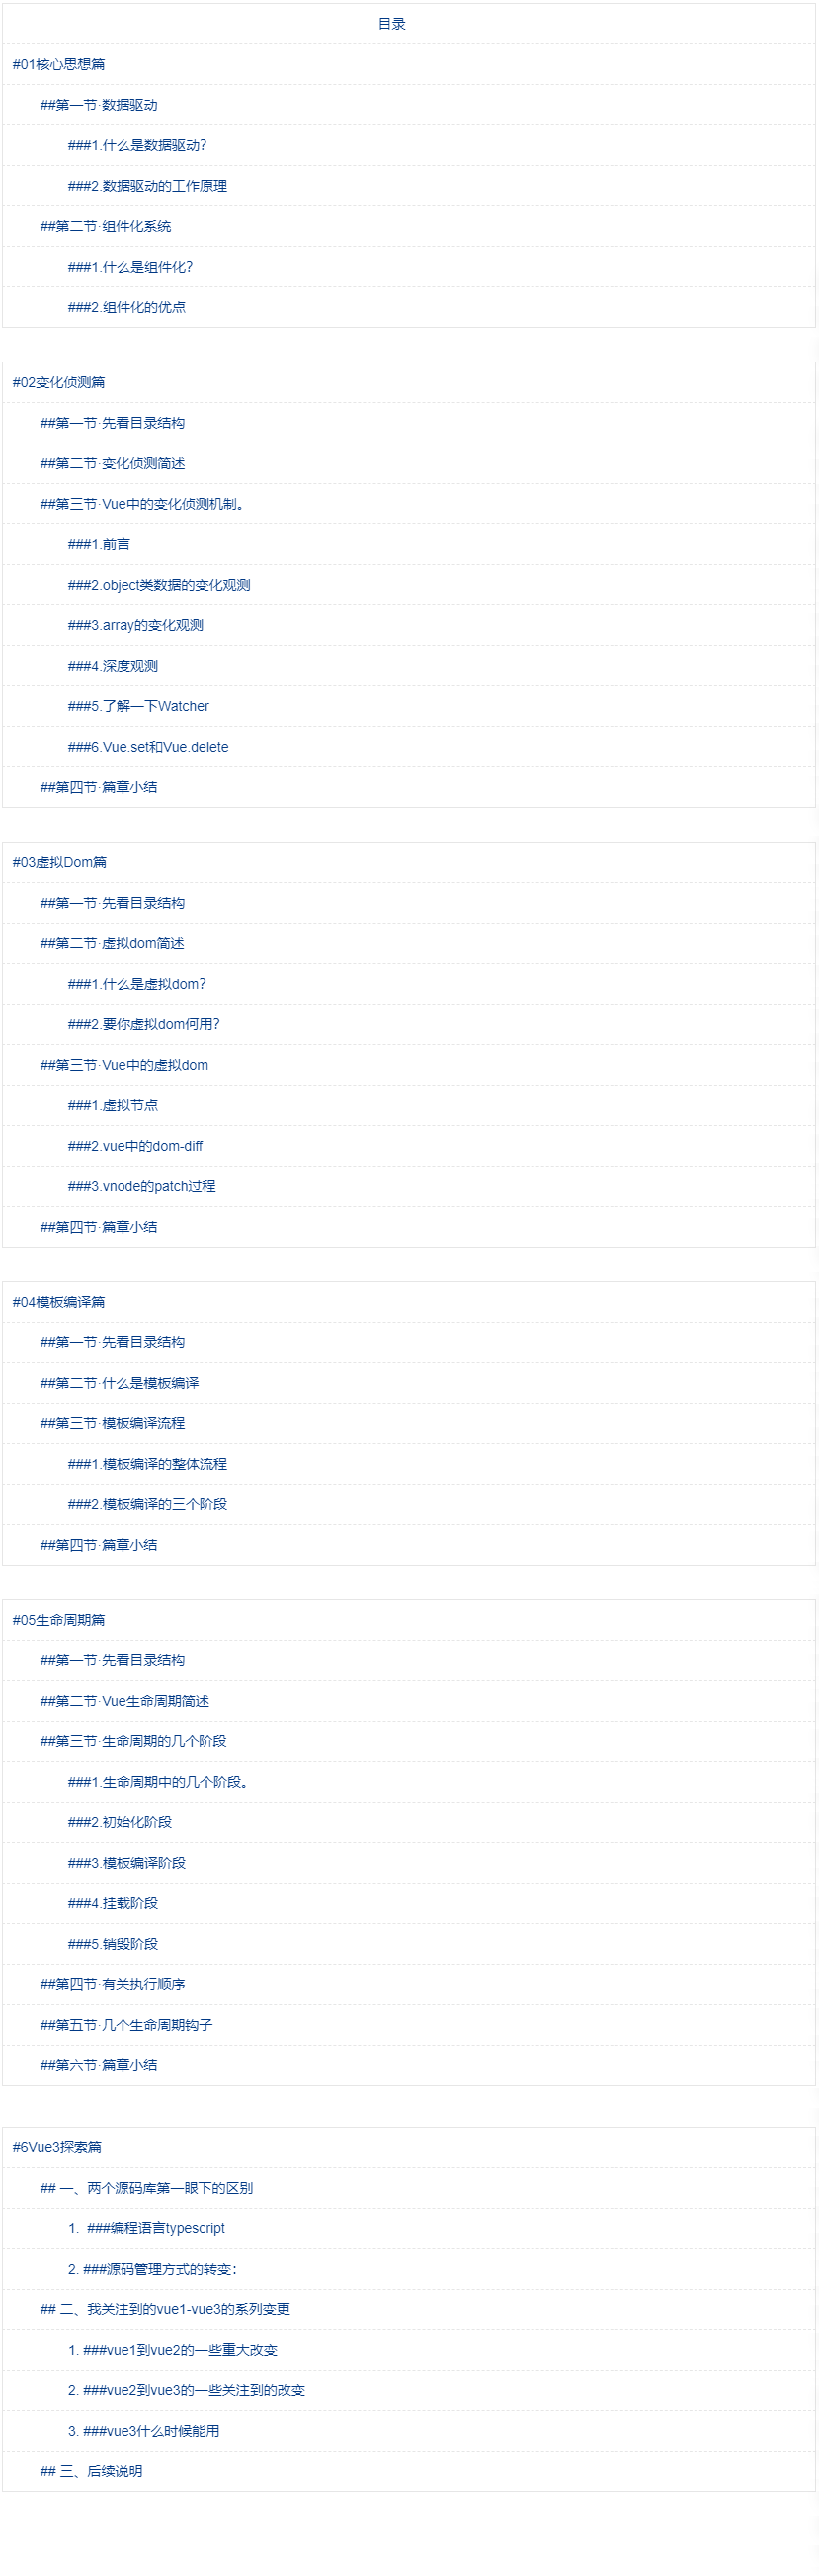 目录
#01核心思想篇
##第一节·数据驱动
###1.什么是数据驱动?
###2.数据驱动的工作原理
##第二节·组件化系统
###1.什么是组件化?
###2.组件化的优点
#02变化侦测篇
##第一节·先看目录结构
##第二节·变化侦测简述
##第三节·Vue中的变化侦测机制。
###1.前言
###2.object类数据的变化观测
###3.array的变化观测
###4.深度观测
###5.了解一下Watcher
###6.Vue.set和Vue.delete
##第四节·篇章小结
#03虚拟Dom篇
##第一节·先看目录结构
##第二节·虚拟dom简述
###1.什么是虚拟dom?
###2.要你虚拟dom何用?
##第三节·Vue中的虚拟dom
###1.虚拟节点
###2.vue中的dom-diff
###3.vnode的patch过程
##第四节·篇章小结
#04模板编译篇
##第一节·先看目录结构
##第二节·什么是模板编译
##第三节·模板编译流程
###1.模板编译的整体流程
###2.模板编译的三个阶段
##第四节·篇章小结
#05生命周期篇
##第一节·先看目录结构
##第二节·Vue生命周期简述
##第三节·生命周期的几个阶段
###1.生命周期中的几个阶段。
###2.初始化阶段
###3.模板编译阶段
###4.挂载阶段
###5.销毁阶段
##第四节·有关执行顺序
##第五节·几个生命周期钩子
##第六节·篇章小结
#6Vue3探索篇
## 一、两个源码库第一眼下的区别
1. ###编程语言typescript
2. ###源码管理方式的转变:
## 二、我关注到的vue1-vue3的系列变更
1. ###vue1到vue2的一些重大改变
2. ###vue2到vue3的一些关注到的改变
3. ###vue3什么时候能用
## 三、后续说明